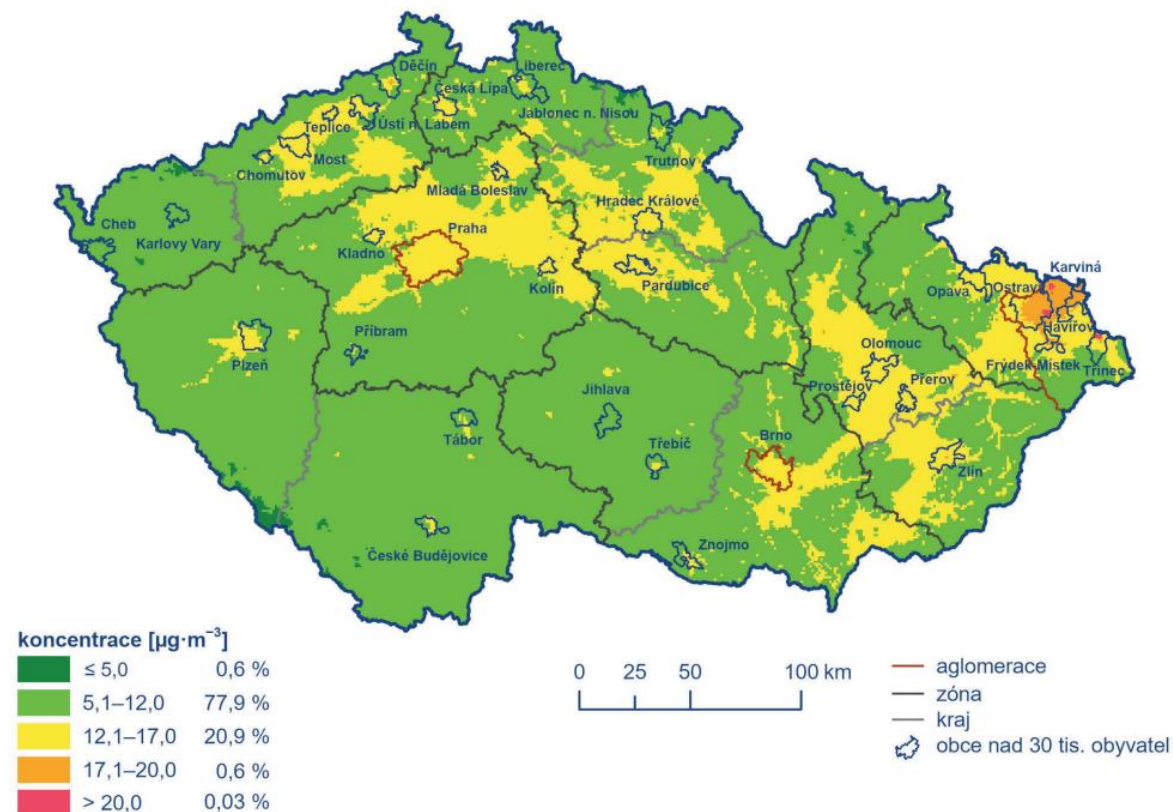 Děčín
Liberec
Česká Lípa
Jablonec n. Nisou
Teplice
Ústí n. Labem
Most
Chomutov
Trutnov
Mladá Boleslav
Hradec Králové
Cheb
Karlovy Vary
Praha
Kladno
Kolín
Pardubice
Karviná
Opava
Ostrava
Havířov
Příbram
Plzeň
Olomouc
Frýdek-Místek
Třinec
Prostějov
Přerov
Jihlava
Tábor
Třebíč
Brno
Zlín
České Budějovice
Znojmo
koncentrace [µg·m⁻³]
≤ 5,0 0,6 %
5,1–12,0 77,9 %
12,1–17,0 20,9 %
17,1–20,0 0,6 %
> 20,0 0,03 %
0 25 50 100 km
aglomerace
zóna
kraj
obce nad 30 tis. obyvatel